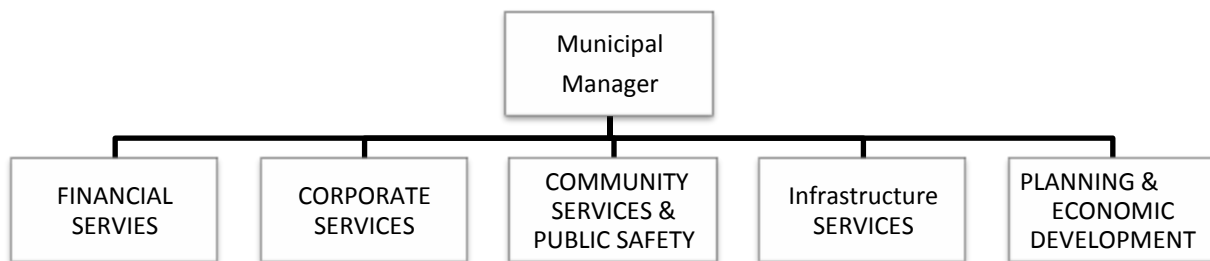 Municipal
Manager
FINANCIAL
SERVIES
CORPORATE
SERVICES
COMMUNITY
SERVICES &
PUBLIC SAFETY
Infrastructure
SERVICES
PLANNING &
ECONOMIC
DEVELOPMENT